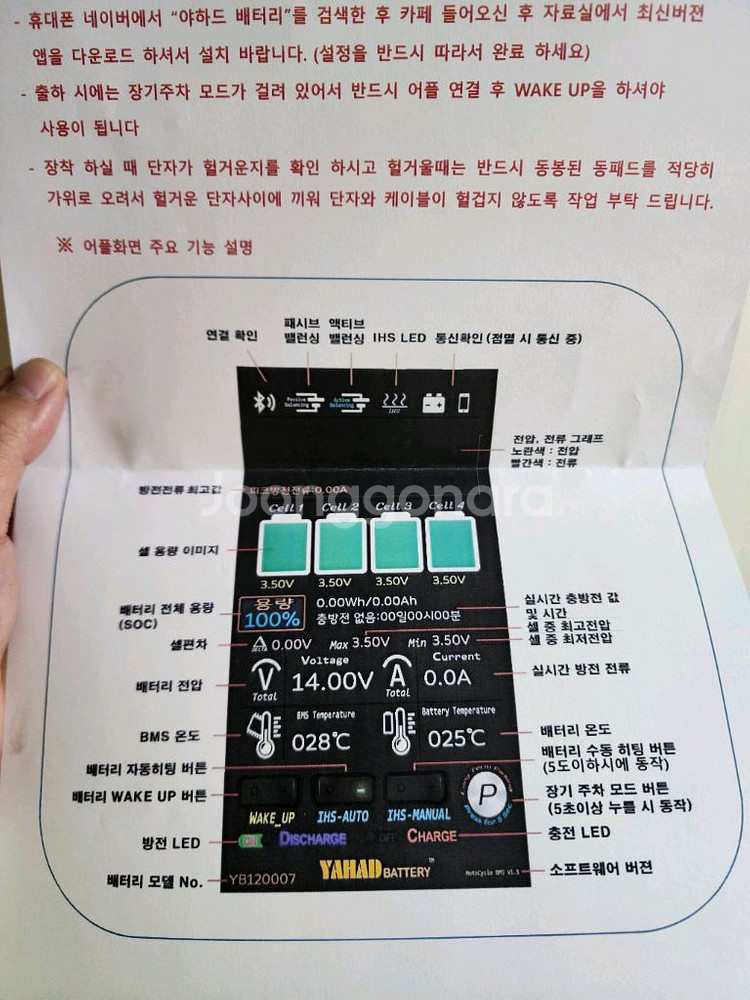 - 휴대폰 네이버에서 “야하드 배터리”를 검색한 후 카페 들어오신 후 자료실에서 최신버젼
앱을 다운로드 하셔서 설치 바랍니다. (설정을 반드시 따라서 완료 하세요)
- 출하 시에는 장기주차 모드가 걸려 있어서 반드시 어플 연결 후 WAKE UP을 하셔야
사용이 됩니다
- 장착 하실 때 단자가 헐거운지를 확인 하시고 헐거울때는 반드시 동봉된 동패드를 적당히
가위로 오려서 헐거운 단자사이에 끼워 단자와 케이블이 헐겁지 않도록 작업 부탁 드립니다.
※ 어플화면 주요 기능 설명
연결 확인
패시브
밸런싱
액티브
밸런싱
IHS LED
통신확인 (점멸 시 통신 중)
Passive
Balancing
Active
Balancing
IHS
전압, 전류 그래프
노란색 : 전압
빨간색 : 전류
방전전류 최고값
피크방전전류:0.00A
Joonggonara
Cell 1 Cell 2 Cell 3 Cell 4
셀 용량 이미지
3.50V 3.50V 3.50V 3.50V
배터리 전체 용량
(SOC)
용량
100%
0.00Wh/0.00Ah
충방전 없음:00일00시00분
실시간 충방전 값
및 시간
셀 중 최고전압
셀 중 최저전압
셀편차
DELTA 0.00V Max 3.50V Min 3.50V
배터리 전압
V
Total
Voltage
14.00V
A
Total
Current
0.0A
실시간 방전 전류
BMS 온도
BMS Temperature
028℃
Battery Temperature
025℃
배터리 온도
배터리 자동히팅 버튼
배터리 수동 히팅 버튼
(5도이하시에 동작)
배터리 WAKE UP 버튼
WAKE_UP IHS-AUTO IHS-MANUAL
Long Term Parking
P
Press for 5 Sec
장기 주차 모드 버튼
(5초이상 누를 시 동작)
방전 LED
ON DISCHARGE OFF CHARGE
충전 LED
배터리 모델 No.
YB120007
YAHAD BATTERY ™
MotoCycle BMS V1.1
소프트웨어 버젼